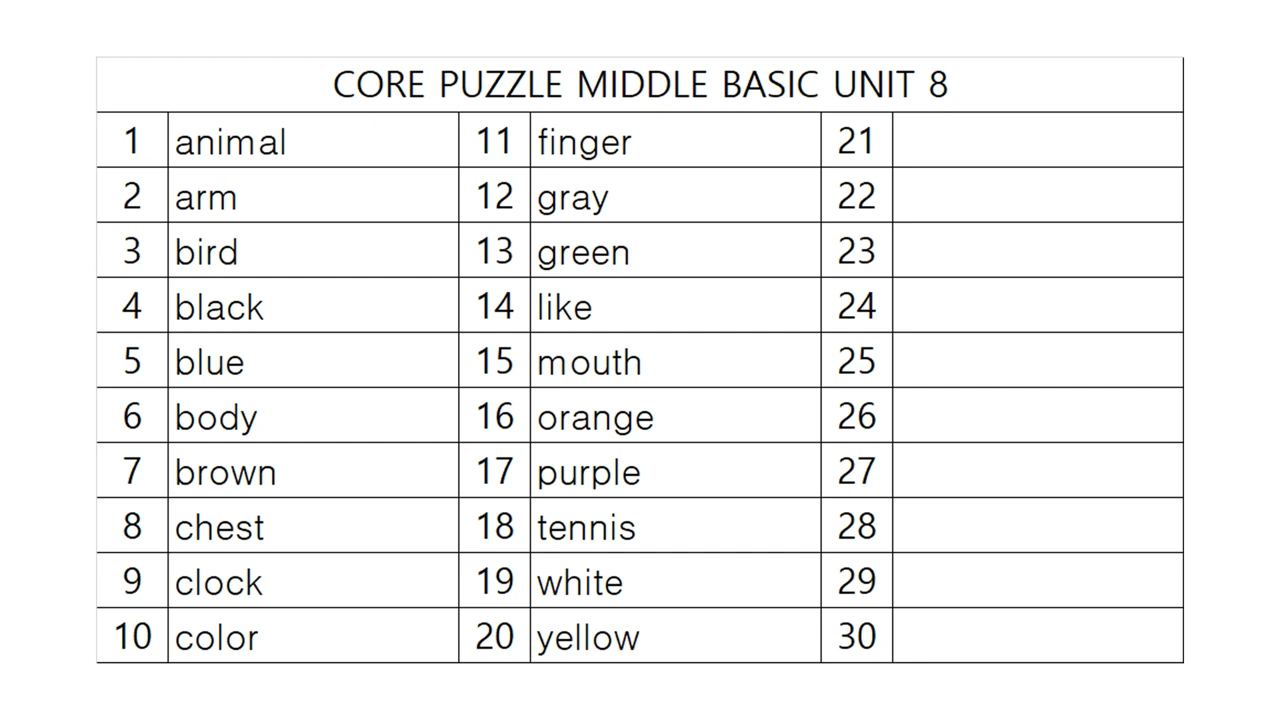 CORE PUZZLE MIDDLE BASIC UNIT 8
1 animal 11 finger 21
2 arm 12 gray 22
3 bird 13 green 23
4 black 14 like 24
5 blue 15 mouth 25
6 body 16 orange 26
7 brown 17 purple 27
8 chest 18 tennis 28
9 clock 19 white 29
10 color 20 yellow 30